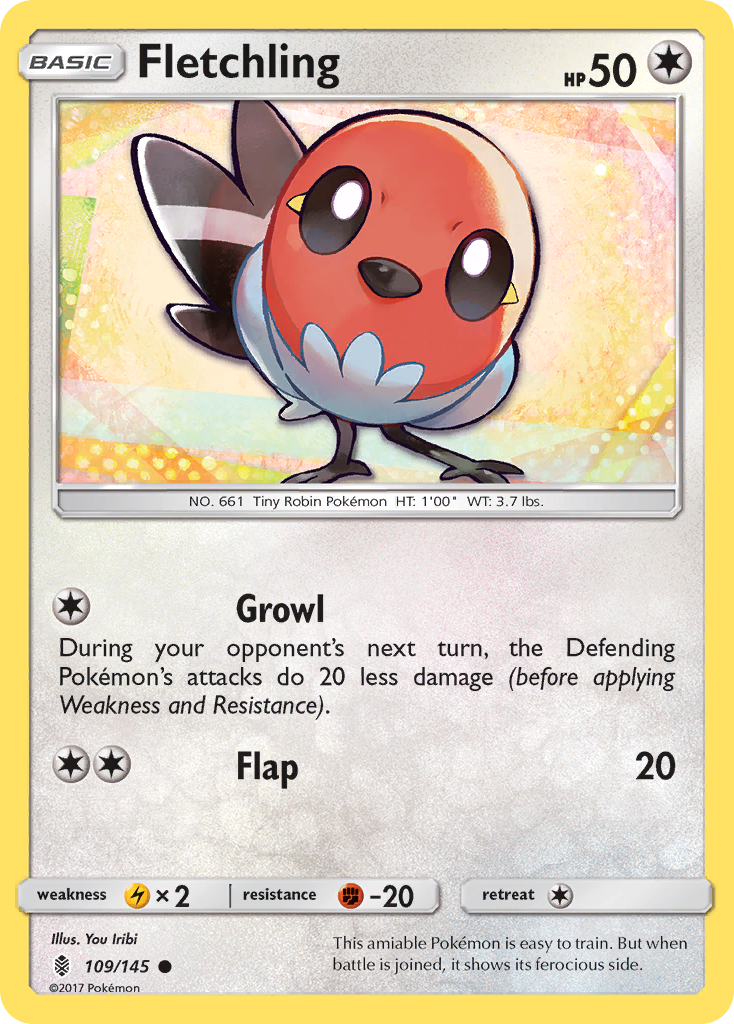 BASIC Fletchling HP 50
NO. 661 Tiny Robin Pokémon HT: 1'00" WT: 3.7 lbs.
Growl
During your opponent's next turn, the Defending
Pokémon's attacks do 20 less damage (before applying
Weakness and Resistance).
Flap 20
weakness ×2 resistance -20 retreat
Illus. You Iribi
109/145
©2017 Pokémon
This amiable Pokémon is easy to train. But when
battle is joined, it shows its ferocious side.